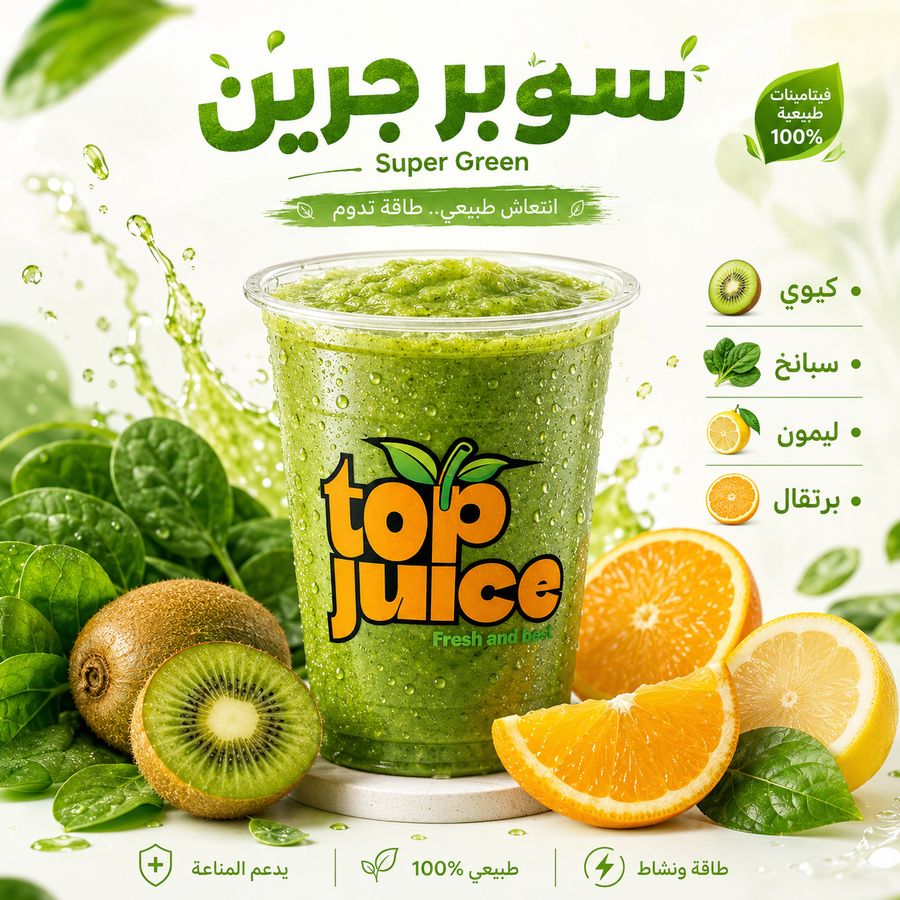 سوبر جرين
Super Green
انتعاش طبيعي.. طاقة تدوم
فيتامينات
طبيعية
100%
كيوي
سبانخ
ليمون
برتقال
top
juice
Fresh and best
طاقة ونشاط
طبيعي 100%
يدعم المناعة